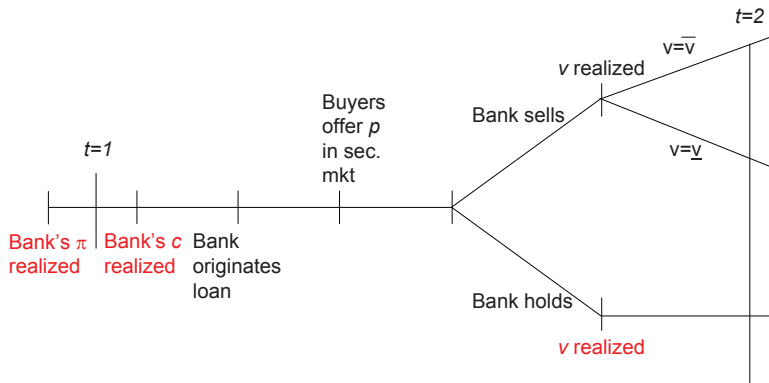 t=2
v=v̅
v realized
Buyers
offer p
in sec.
mkt
Bank sells
t=1
v=v̲
Bank's π
realized
Bank's c
realized
Bank
originates
loan
Bank holds
v realized